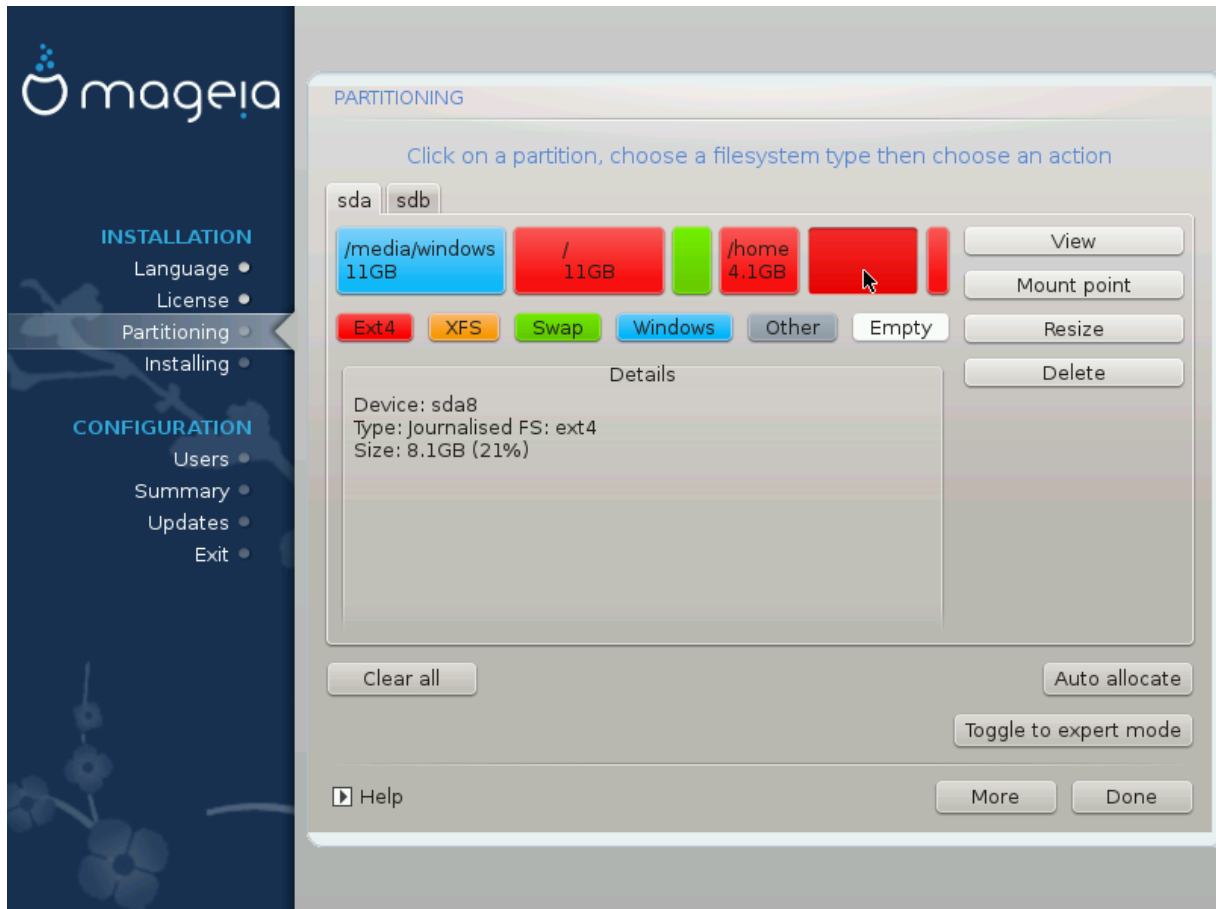 mageia
INSTALLATION
Language
License
Partitioning
Installing
CONFIGURATION
Users
Summary
Updates
Exit
PARTITIONING
Click on a partition, choose a filesystem type then choose an action
sda sdb
/media/windows
11GB
/
11GB
/home
4.1GB
Ext4 XFS Swap Windows Other Empty
View
Mount point
Resize
Delete
Details
Device: sda8
Type: Journalised FS: ext4
Size: 8.1GB (21%)
Clear all
Auto allocate
Toggle to expert mode
Help
More
Done